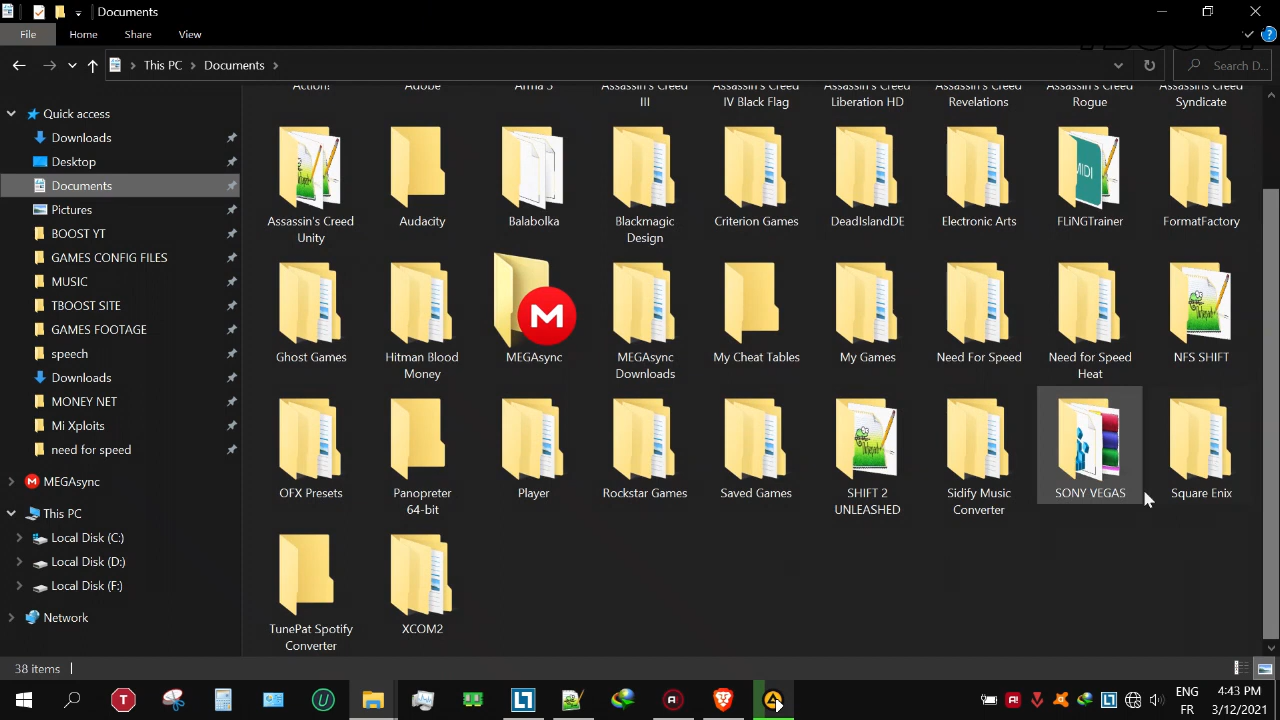 Documents
File Home Share View
This PC Documents Search D...
Quick access
Downloads
Desktop
Documents
Pictures
BOOST YT
GAMES CONFIG FILES
MUSIC
TBOOST SITE
GAMES FOOTAGE
speech
Downloads
MONEY NET
Mi Xploits
need for speed
MEGAsync
This PC
Local Disk (C:)
Local Disk (D:)
Local Disk (F:)
Network
Action! Adobe Arma 3 Assassin's Creed Assassin's Creed Assassin's Creed Assassin's Creed Assassin's Creed Assassins Creed
III IV Black Flag Liberation HD Revelations Rogue Syndicate
Assassin's Creed Audacity Balabolka Blackmagic Criterion Games DeadIslandDE Electronic Arts FLiNGTrainer FormatFactory
Unity Design
MIDI
Ghost Games Hitman Blood MEGAsync MEGAsync My Cheat Tables My Games Need For Speed Need for Speed NFS SHIFT
Money Downloads Heat
M
OFX Presets Panopreter Player Rockstar Games Saved Games SHIFT 2 Sidify Music SONY VEGAS Square Enix
64-bit UNLEASHED Converter
TunePat Spotify XCOM2
Converter
38 items
ENG 4:43 PM
FR 3/12/2021